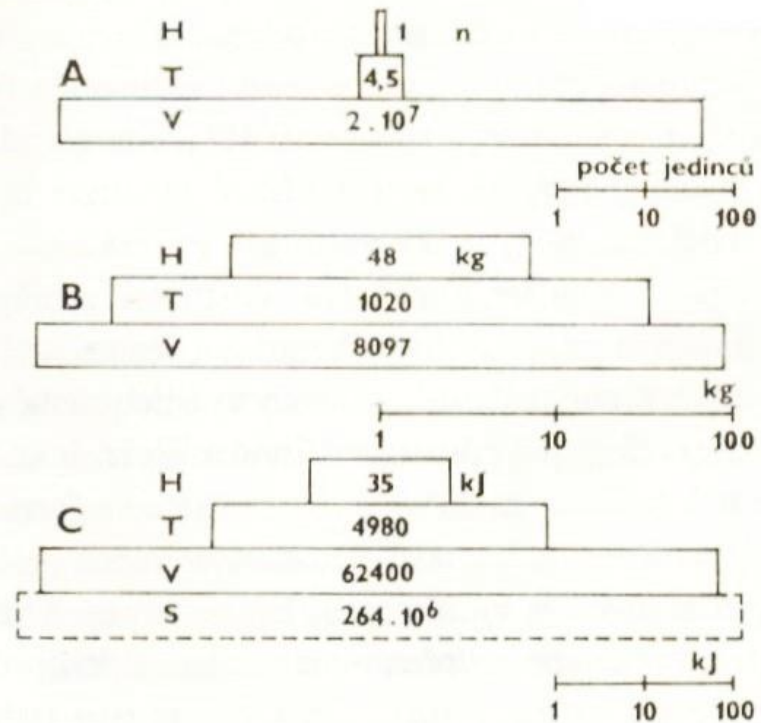 H 1 n
A T 4,5
V 2.10⁷
počet jedinců
1 10 100
H 48 kg
B T 1020
V 8097
kg
1 10 100
H 35 kJ
C T 4980
V 62400
S 264.10⁶
1 10 100
kJ